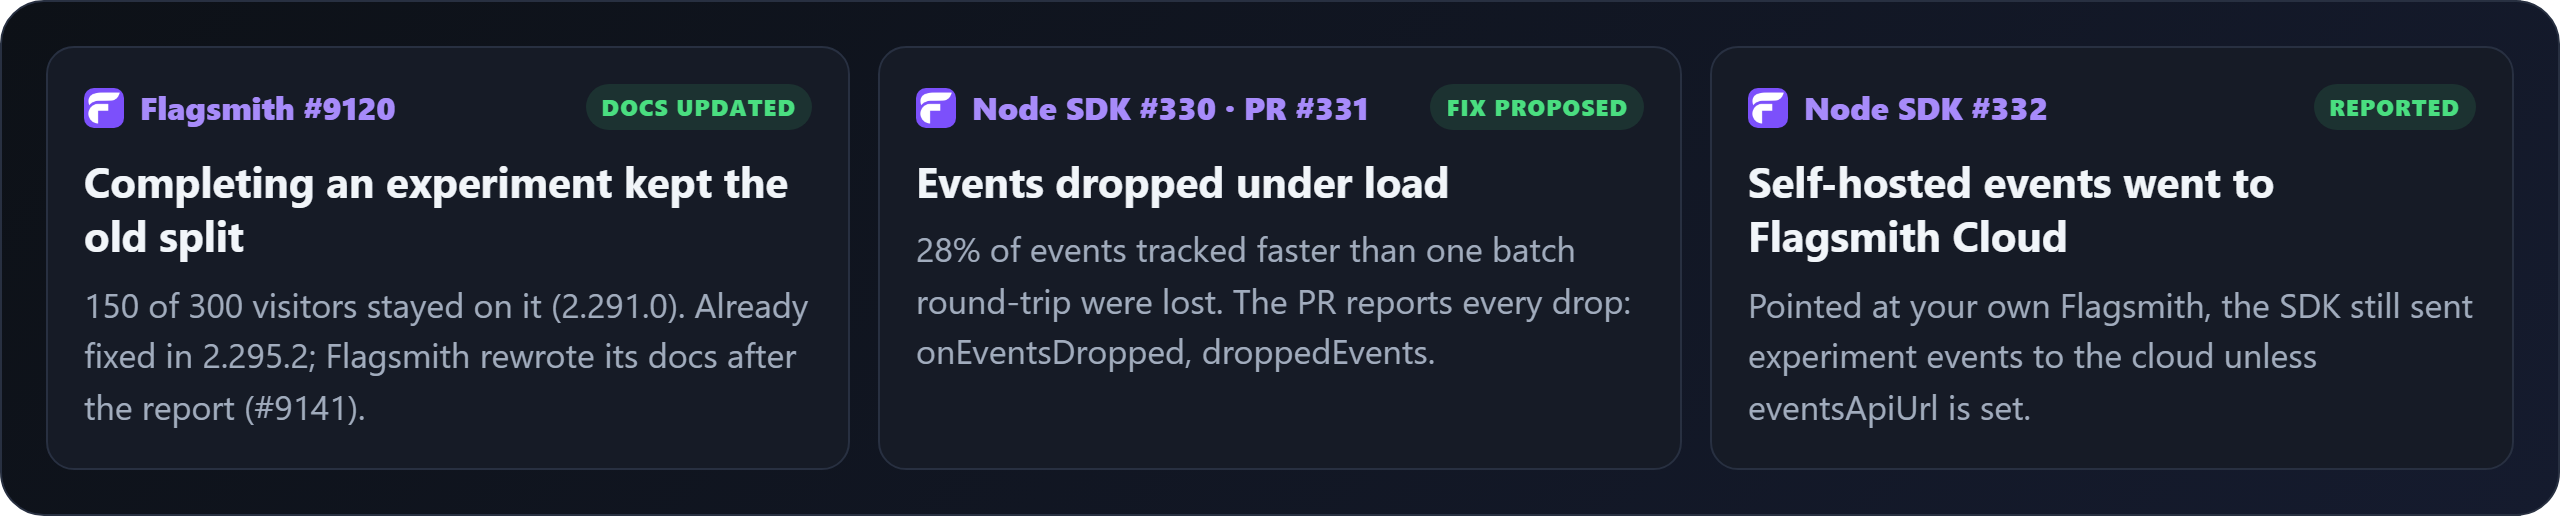 Flagsmith #9120
DOCS UPDATED
Completing an experiment kept the
old split
150 of 300 visitors stayed on it (2.291.0). Already
fixed in 2.295.2; Flagsmith rewrote its docs after
the report (#9141).
Node SDK #330 · PR #331
FIX PROPOSED
Events dropped under load
28% of events tracked faster than one batch
round-trip were lost. The PR reports every drop:
onEventsDropped, droppedEvents.
Node SDK #332
REPORTED
Self-hosted events went to
Flagsmith Cloud
Pointed at your own Flagsmith, the SDK still sent
experiment events to the cloud unless
eventsApiUrl is set.